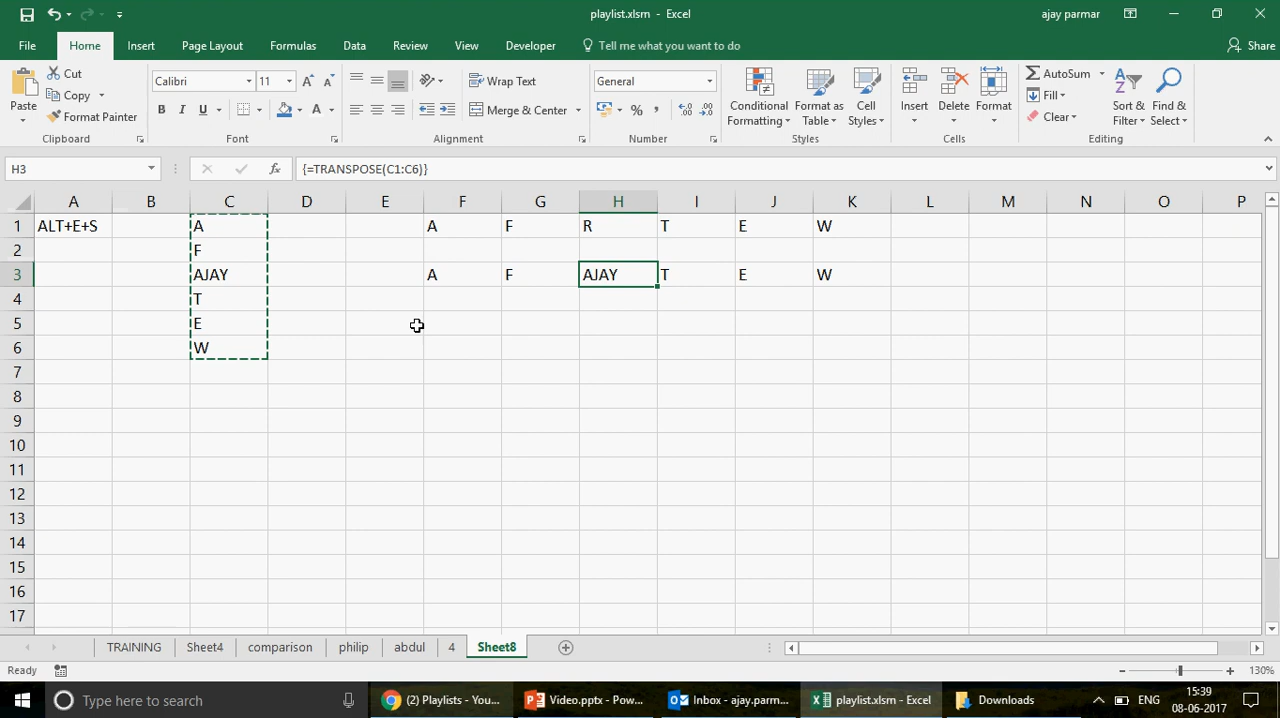 playlist.xlsm - Excel
ajay parmar
File Home Insert Page Layout Formulas Data Review View Developer Tell me what you want to do Share
Paste
Cut
Copy
Format Painter
Clipboard
Calibri 11
B I U
Font
Wrap Text
Merge & Center
Alignment
General
Number
Conditional Formatting
Format as Table
Cell Styles
Styles
Insert
Delete
Format
Cells
AutoSum
Fill
Clear
Sort & Filter
Find & Select
Editing
H3 fx {=TRANSPOSE(C1:C6)}
A B C D E F G H I J K L M N O P
1 ALT+E+S A A F R T E W
2 F
3 AJAY A F AJAY T E W
4 T
5 E
6 W
7
8
9
10
11
12
13
14
15
16
17
TRAINING Sheet4 comparison philip abdul 4 Sheet8
Ready 130%
Type here to search
(2) Playlists - You...
Video.pptx - Pow...
Inbox - ajay.parm...
playlist.xlsm - Excel
Downloads
ENG
15:39
08-06-2017